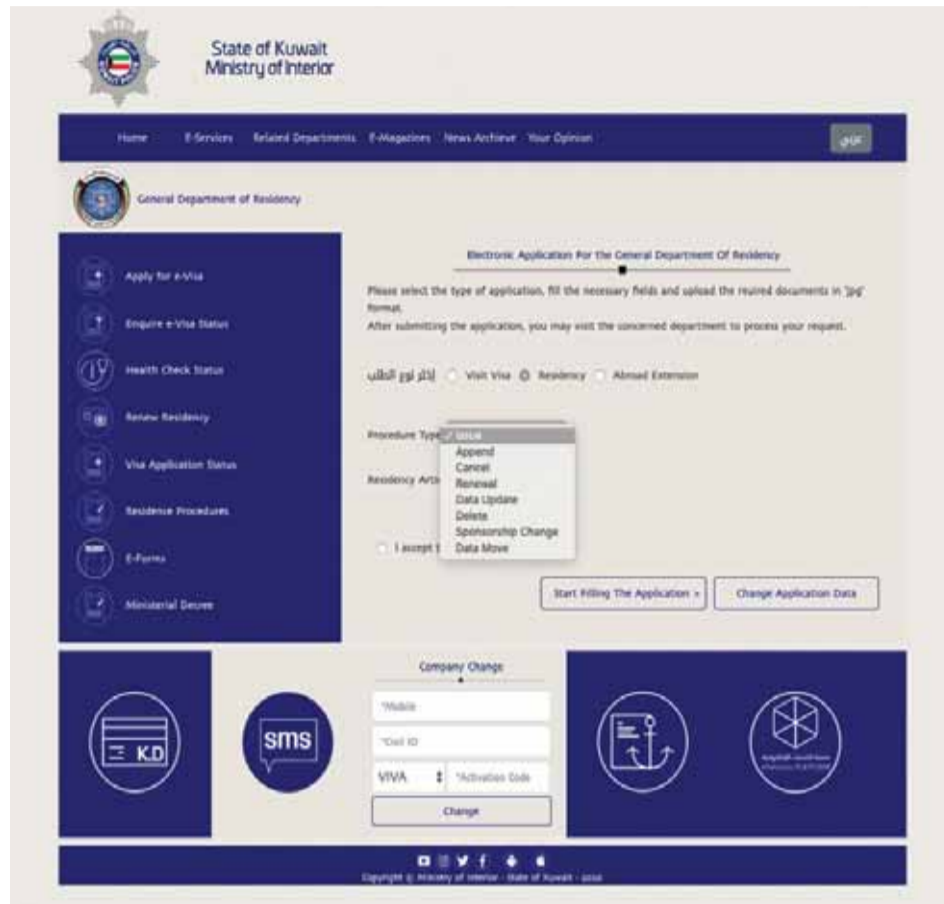 State of Kuwait
Ministry of Interior
Home E-Services Related Departments E-Magazines News Archieve Your Opinion عربي
General Department of Residency
Apply for e-Visa
Enquire e-Visa Status
Health Check Status
Renew Residency
Visa Application Status
Residence Procedures
E-Forms
Ministerial Decree
Electronic Application For the General Department Of Residency
Please select the type of application, fill the necessary fields and upload the reuired documents in 'jpg'
format.
After submitting the application, you may visit the concerned department to process your request.
إختر نوع الطلب Visit Visa Residency Abroad Extension
Procedure Type
✓ Issue
Append
Cancel
Residency Arti
Renewal
Data Update
Delete
Sponsorship Change
I accept t
Data Move
Start Filling The Application »
Change Application Data
K.D
sms
Company Change
*Mobile
*Civil ID
VIVA *Activation Code
Change
Copyright © Ministry of Interior - State of Kuwait -